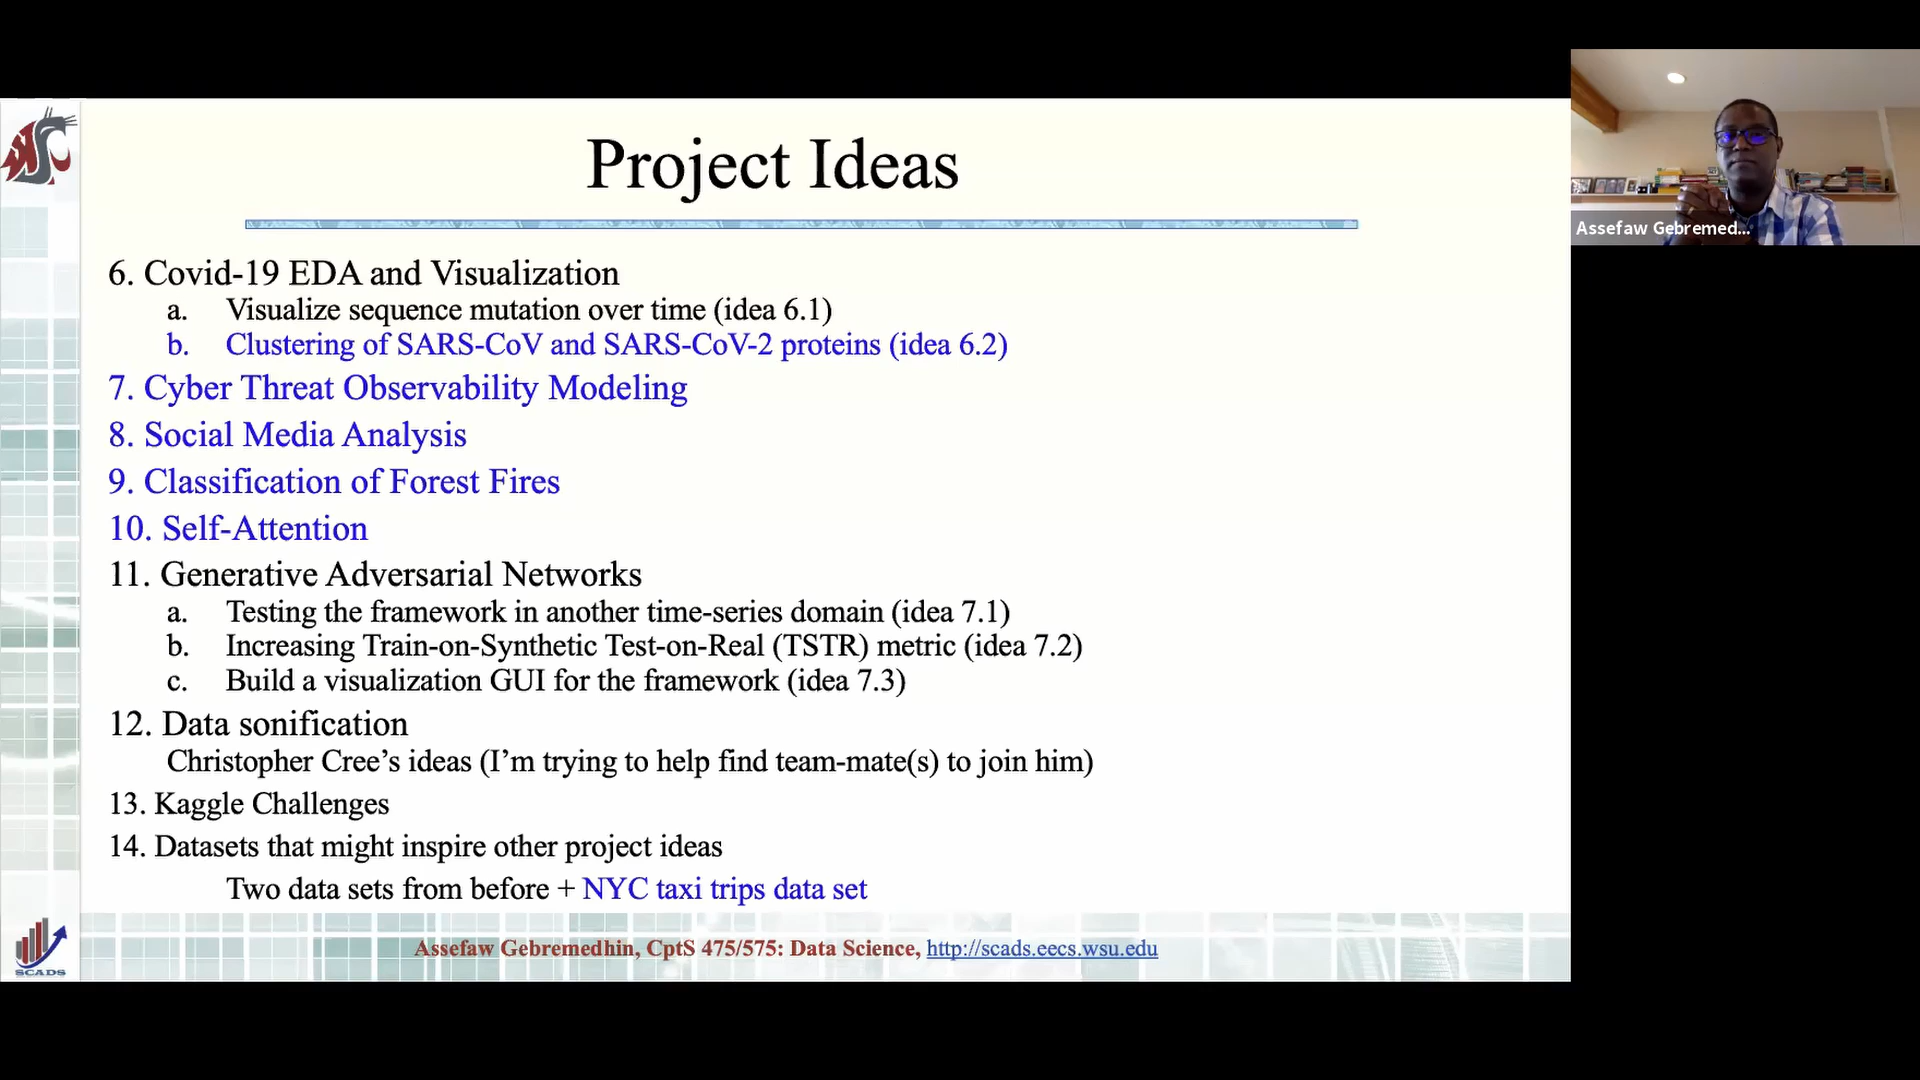 Project Ideas
6. Covid-19 EDA and Visualization
a. Visualize sequence mutation over time (idea 6.1)
b. Clustering of SARS-CoV and SARS-CoV-2 proteins (idea 6.2)
7. Cyber Threat Observability Modeling
8. Social Media Analysis
9. Classification of Forest Fires
10. Self-Attention
11. Generative Adversarial Networks
a. Testing the framework in another time-series domain (idea 7.1)
b. Increasing Train-on-Synthetic Test-on-Real (TSTR) metric (idea 7.2)
c. Build a visualization GUI for the framework (idea 7.3)
12. Data sonification
Christopher Cree’s ideas (I’m trying to help find team-mate(s) to join him)
13. Kaggle Challenges
14. Datasets that might inspire other project ideas
Two data sets from before + NYC taxi trips data set
SCADS
Assefaw Gebremedhin, CptS 475/575: Data Science, http://scads.eecs.wsu.edu
Assefaw Gebremed...